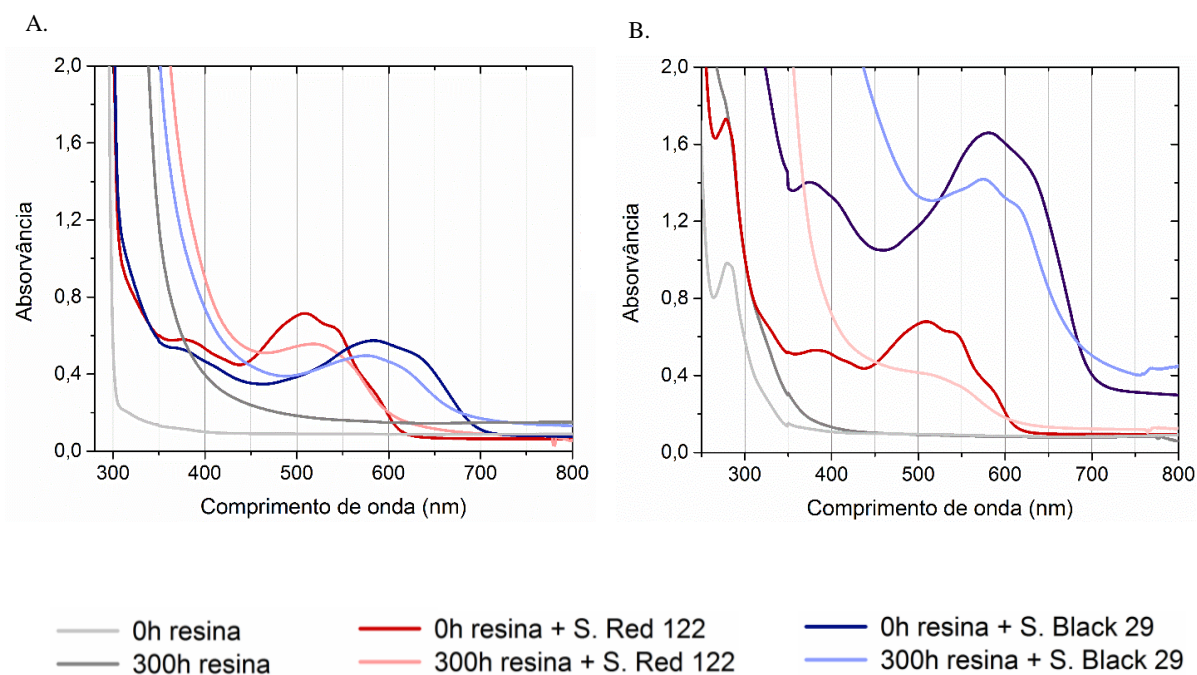 A.
2,0
1,6
1,2
0,8
0,4
0,0
Absorvância
300 400 500 600 700 800
Comprimento de onda (nm)
B.
2,0
1,6
1,2
0,8
0,4
0,0
Absorvância
300 400 500 600 700 800
Comprimento de onda (nm)
0h resina
300h resina
0h resina + S. Red 122
300h resina + S. Red 122
0h resina + S. Black 29
300h resina + S. Black 29